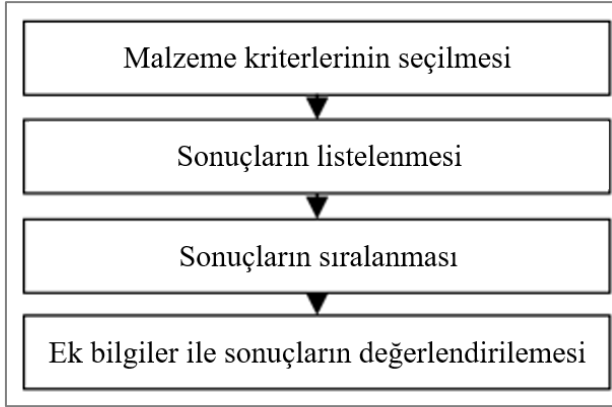 Malzeme kriterlerinin seçilmesi
Sonuçların listelenmesi
Sonuçların sıralanması
Ek bilgiler ile sonuçların değerlendirilemesi